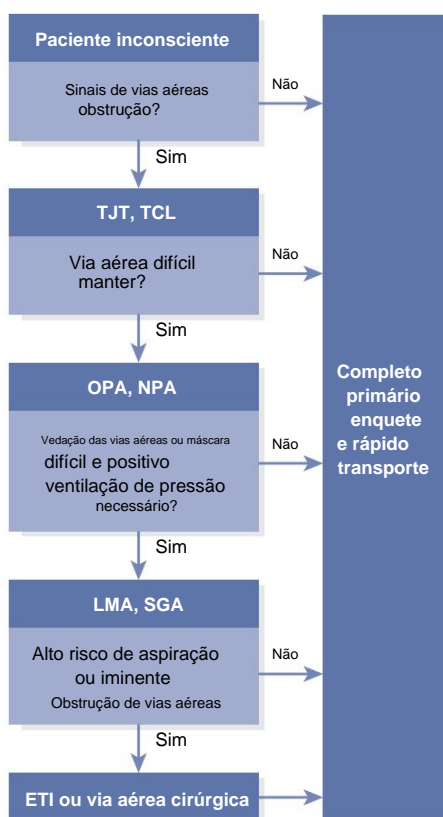 Paciente inconsciente
Sinais de vias aéreas
obstrução?
Não
Sim
TJT, TCL
Via aérea difícil
manter?
Não
Sim
OPA, NPA
Vedação das vias aéreas ou máscara
difícil e positivo
ventilação de pressão
necessário?
Não
Sim
LMA, SGA
Alto risco de aspiração
ou iminente
Obstrução de vias aéreas
Não
Sim
ETI ou via aérea cirúrgica
Completo
primário
enquete
e rápido
transporte